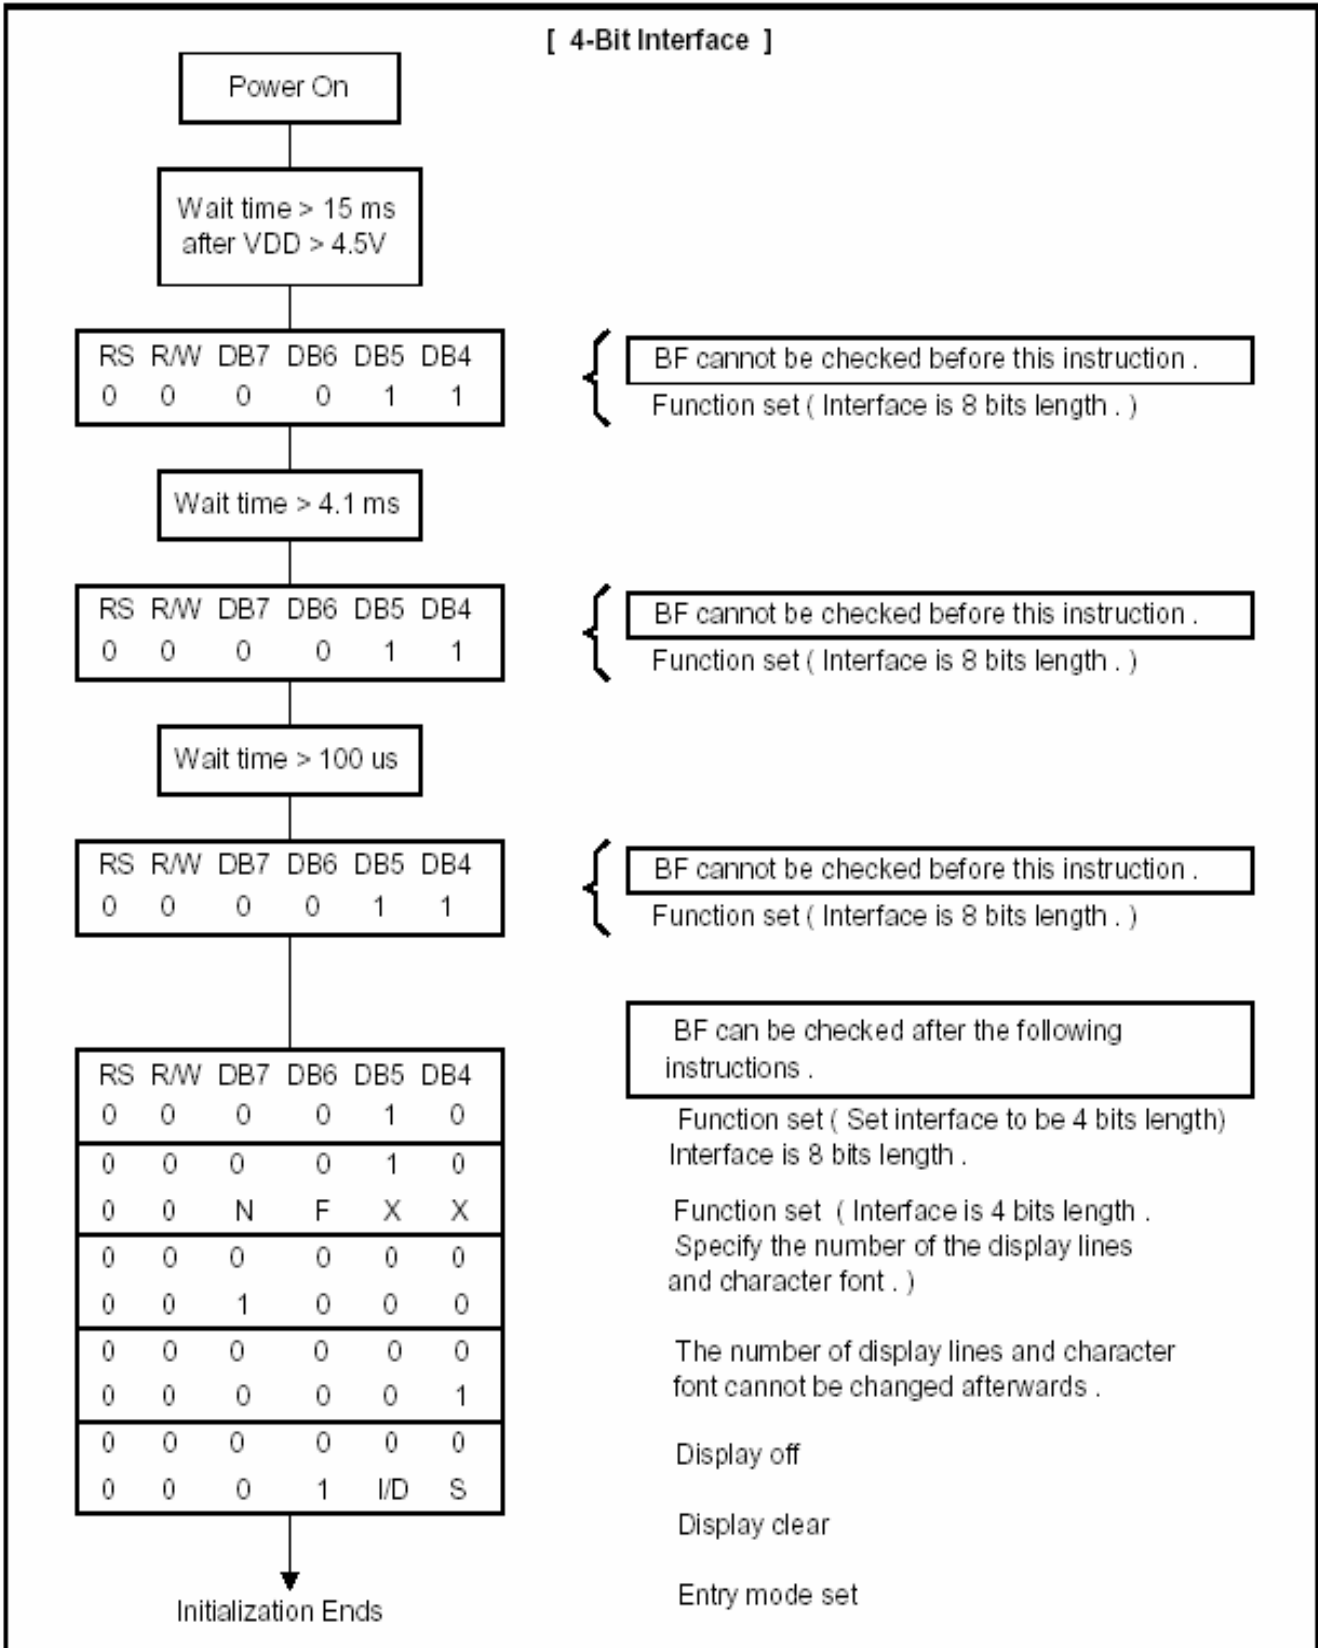 [ 4-Bit Interface ]
Power On
Wait time > 15 ms
after VDD > 4.5V
RS R/W DB7 DB6 DB5 DB4
0 0 0 0 1 1
BF cannot be checked before this instruction .
Function set ( Interface is 8 bits length . )
Wait time > 4.1 ms
RS R/W DB7 DB6 DB5 DB4
0 0 0 0 1 1
BF cannot be checked before this instruction .
Function set ( Interface is 8 bits length . )
Wait time > 100 us
RS R/W DB7 DB6 DB5 DB4
0 0 0 0 1 1
BF cannot be checked before this instruction .
Function set ( Interface is 8 bits length . )
RS R/W DB7 DB6 DB5 DB4
0 0 0 0 1 0
0 0 0 0 1 0
0 0 N F X X
0 0 0 0 0 0
0 0 1 0 0 0
0 0 0 0 0 0
0 0 0 0 0 1
0 0 0 0 0 0
0 0 0 1 I/D S
BF can be checked after the following
instructions .
Function set ( Set interface to be 4 bits length)
Interface is 8 bits length .
Function set ( Interface is 4 bits length .
Specify the number of the display lines
and character font . )
The number of display lines and character
font cannot be changed afterwards .
Display off
Display clear
Entry mode set
Initialization Ends